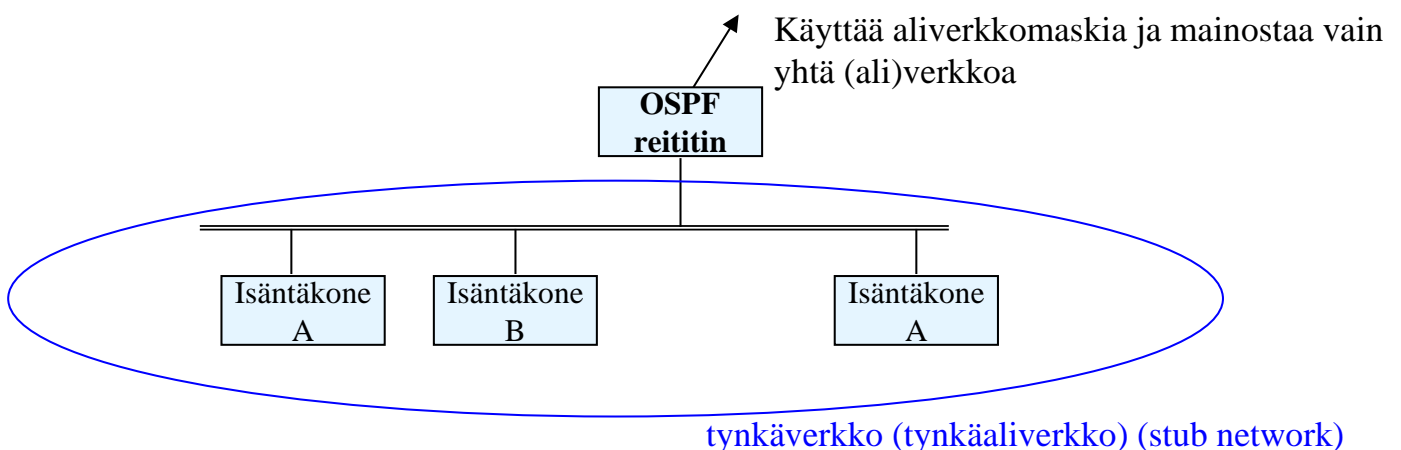 Käyttää aliverkkomaskia ja mainostaa vain
yhtä (ali)verkkoa
OSPF
reititin
Isäntäkone
A
Isäntäkone
B
Isäntäkone
A
tynkäverkko (tynkäaliverkko) (stub network)